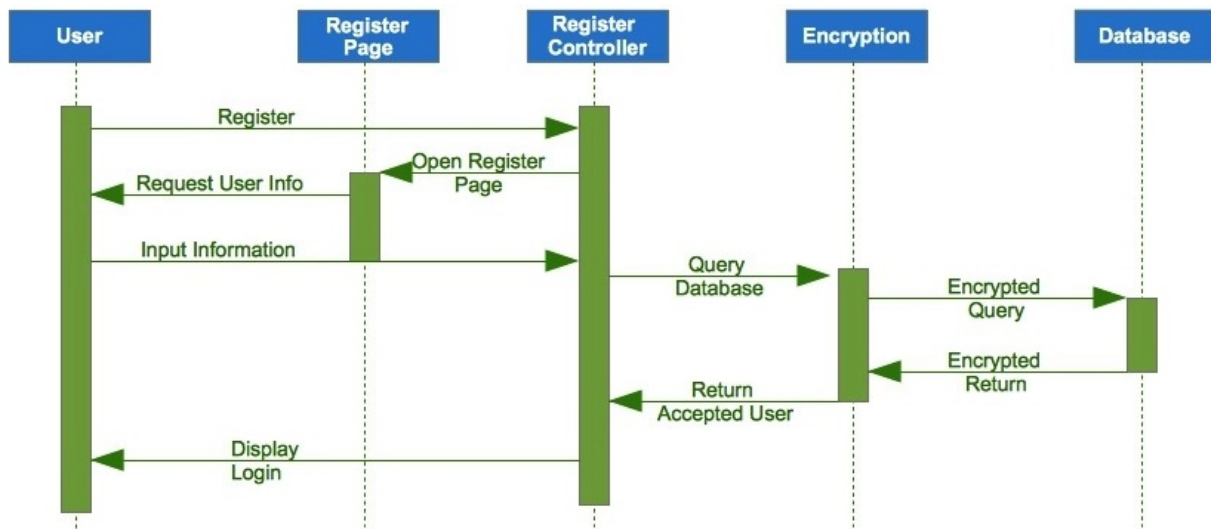 User
Register
Page
Register
Controller
Encryption
Database
Register
Open Register
Page
Request User Info
Input Information
Query
Database
Encrypted
Query
Encrypted
Return
Return
Accepted User
Display
Login